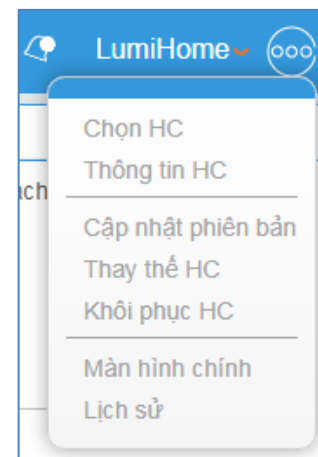 LumiHome
Chọn HC
Thông tin HC
ach
Cập nhật phiên bản
Thay thế HC
Khôi phục HC
Màn hình chính
Lịch sử